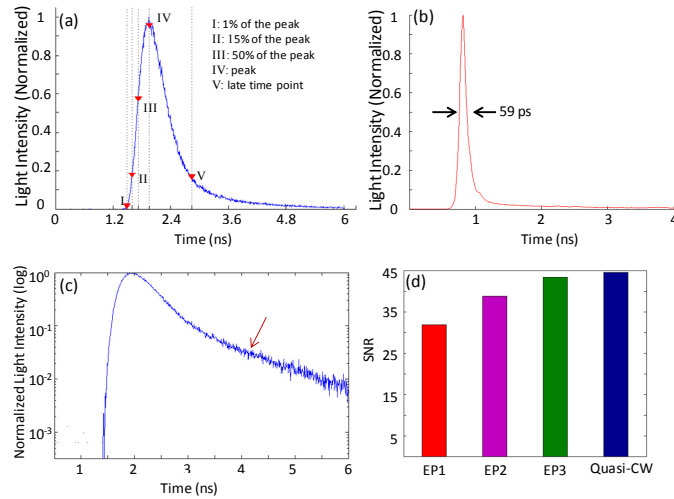 (a)
I: 1% of the peak
II: 15% of the peak
III: 50% of the peak
IV: peak
V: late time point
IV
III
II
I
V
Light Intensity (Normalized)
1
0.8
0.6
0.4
0.2
0
0 1.2 2.4 3.6 4.8 6
Time (ns)
(b)
59 ps
Light Intensity (Normalized)
1
0.8
0.6
0.4
0.2
0
1 2 3 4
Time (ns)
(c)
Normalized Light Intensity (log)
10^0
10^-1
10^-2
10^-3
1 2 3 4 5 6
Time (ns)
(d)
SNR
45
35
25
15
5
EP1 EP2 EP3 Quasi-CW